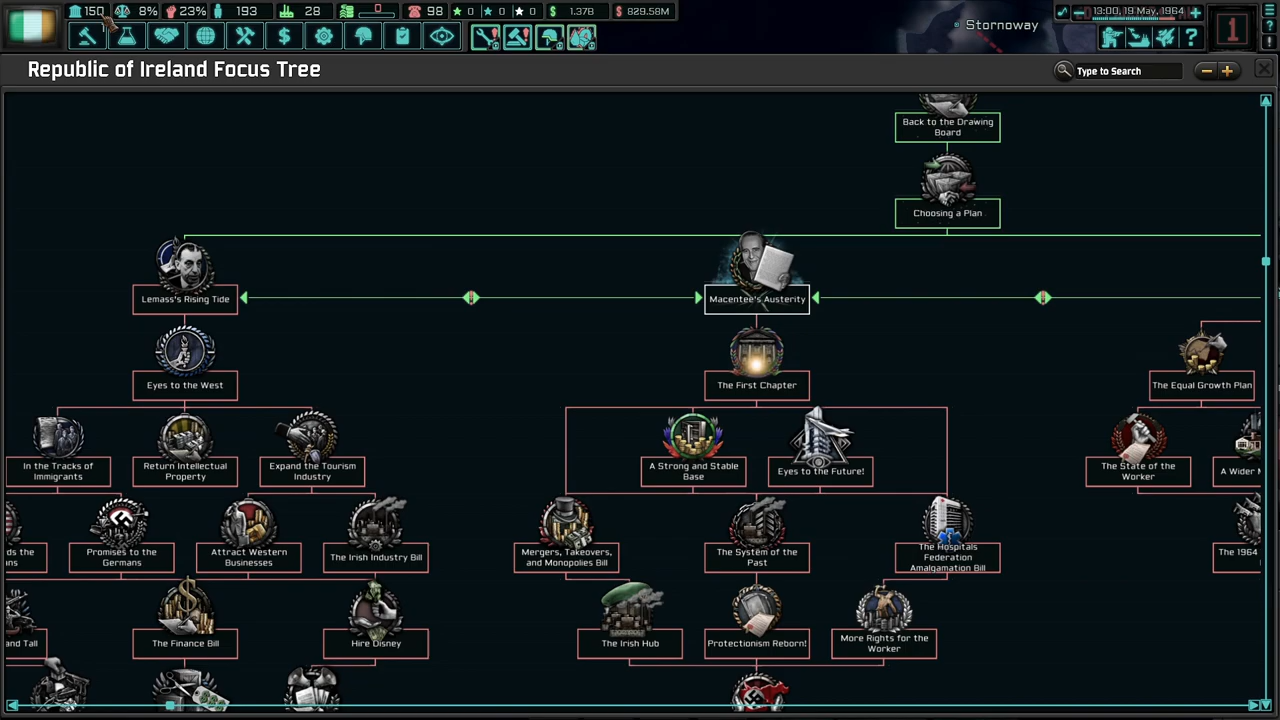 150 8% 23% 193 28 98 0 0 0 $ 1.37B $ 829.58M
13:00, 19 May, 1964
Stornoway
Republic of Ireland Focus Tree
Type to Search
Back to the Drawing
Board
Choosing a Plan
Lemass's Rising Tide
Macentee's Austerity
Eyes to the West
The First Chapter
The Equal Growth Plan
In the Tracks of
Immigrants
Return Intellectual
Property
Expand the Tourism
Industry
A Strong and Stable
Base
Eyes to the Future!
The State of the
Worker
A Wider
Promises to the
Germans
Attract Western
Businesses
The Irish Industry Bill
Mergers, Takeovers,
and Monopolies Bill
The System of the
Past
The Hospitals
Federation
Amalgamation Bill
The 1964
and Tall
The Finance Bill
Hire Disney
The Irish Hub
Protectionism Reborn!
More Rights for the
Worker